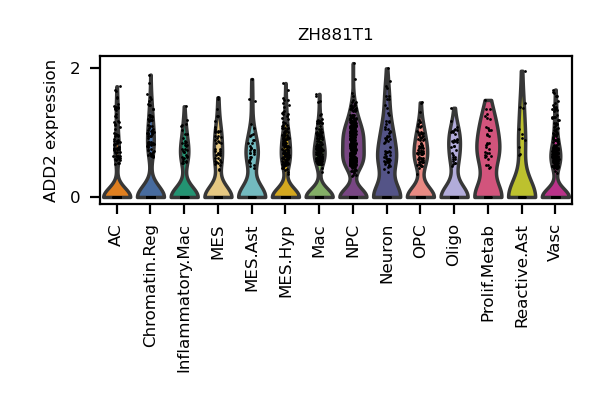 ZH881T1
ADD2 expression
2
0
AC
Chromatin.Reg
Inflammatory.Mac
MES
MES.Ast
MES.Hyp
Mac
NPC
Neuron
OPC
Oligo
Prolif.Metab
Reactive.Ast
Vasc